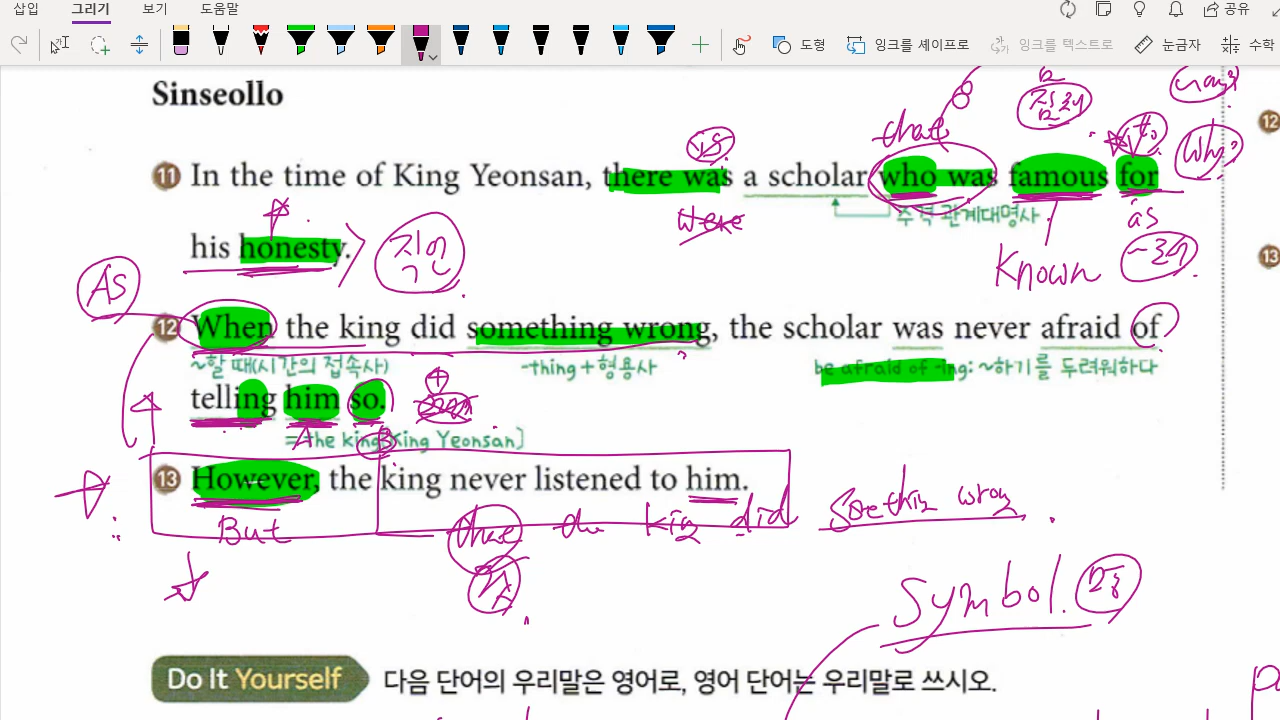 삽입 그리기 보기 도움말 공유
도형 잉크를 셰이프로 잉크를 텍스트로 눈금자 수학
Sinseollo
that
is
why?
12
11 In the time of King Yeonsan, there was a scholar who was famous for
were
주격 관계대명사
as
his honesty.
직언
Known
13
As
12 When the king did something wrong, the scholar was never afraid of
~할 때(시간의 접속사) -thing+형용사 be afraid of -ing: ~하기를 두려워하다
telling him so.
A B
=the king[King Yeonsan]
13 However, the king never listened to him.
But
that the king did something wrong.
Symbol.
Do It Yourself 다음 단어의 우리말은 영어로, 영어 단어는 우리말로 쓰시오.